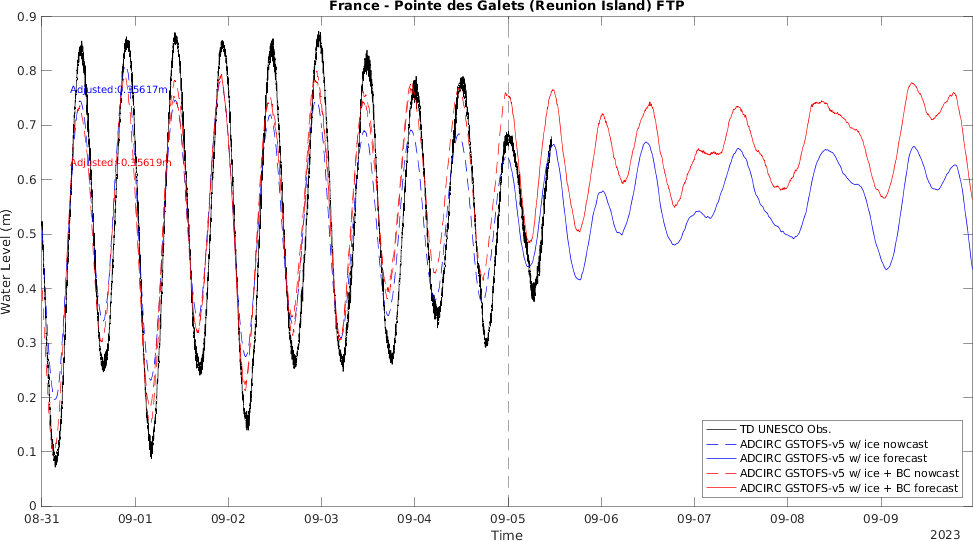 France - Pointe des Galets (Reunion Island) FTP
0.9
0.8
0.7
0.6
0.5
0.4
0.3
0.2
0.1
0
Water Level (m)
Adjusted:0.35617m
Adjusted:-0.35619m
TD UNESCO Obs.
ADCIRC GSTOFS-v5 w/ ice nowcast
ADCIRC GSTOFS-v5 w/ ice forecast
ADCIRC GSTOFS-v5 w/ ice + BC nowcast
ADCIRC GSTOFS-v5 w/ ice + BC forecast
08-31 09-01 09-02 09-03 09-04 09-05 09-06 09-07 09-08 09-09
Time
2023